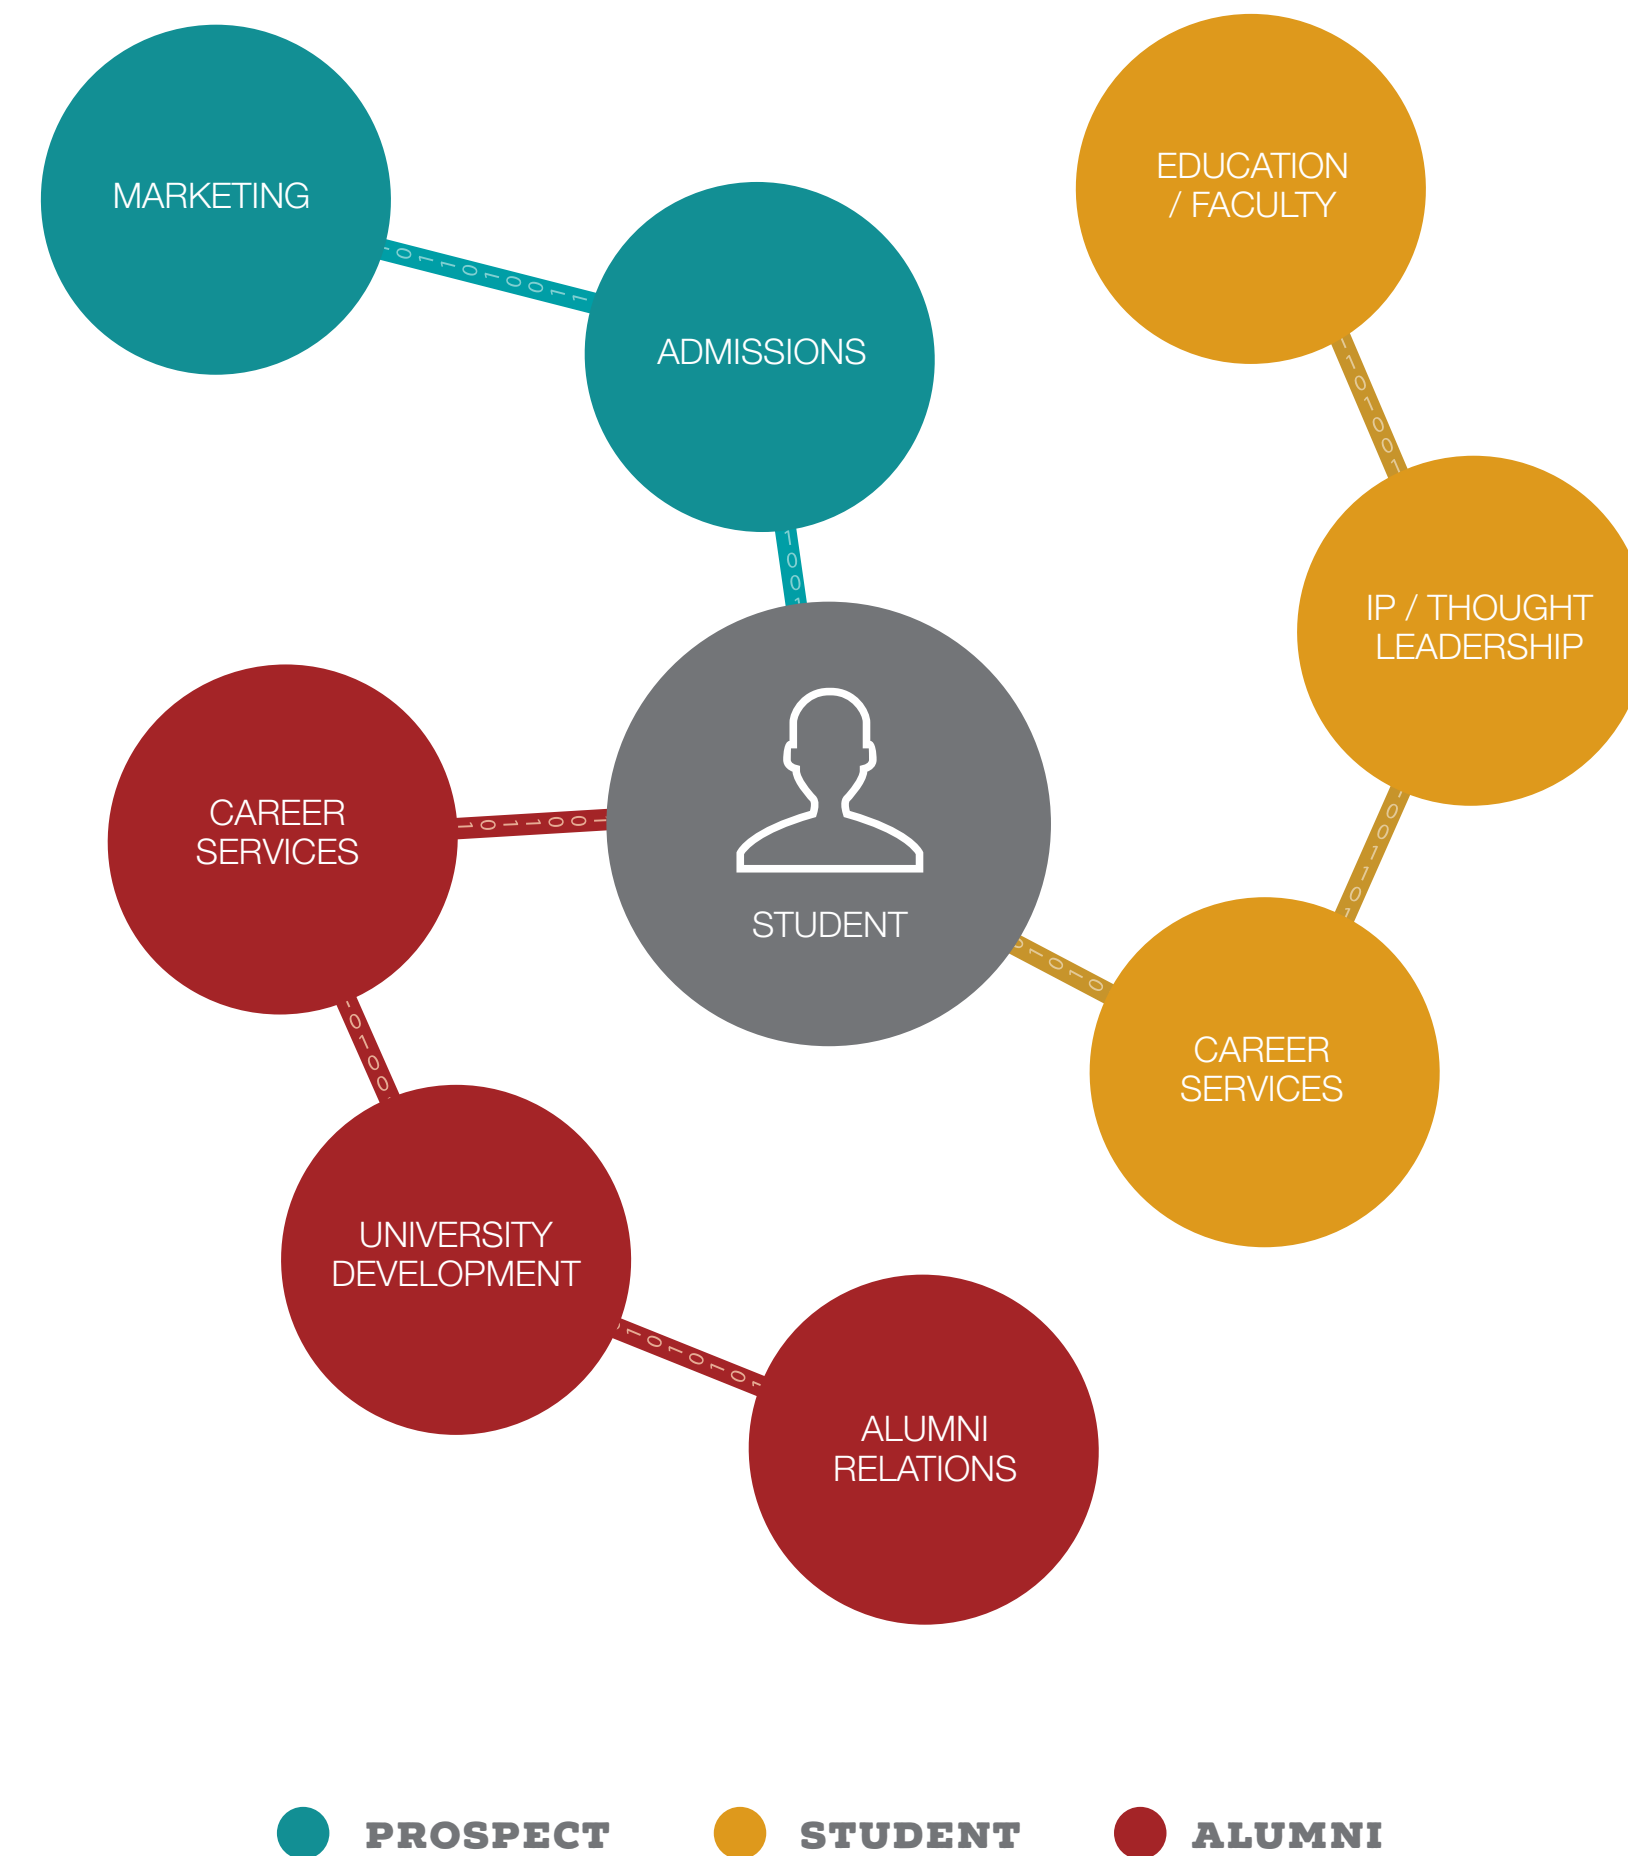 MARKETING
ADMISSIONS
EDUCATION
/ FACULTY
IP / THOUGHT
LEADERSHIP
CAREER
SERVICES
STUDENT
CAREER
SERVICES
UNIVERSITY
DEVELOPMENT
ALUMNI
RELATIONS
PROSPECT
STUDENT
ALUMNI